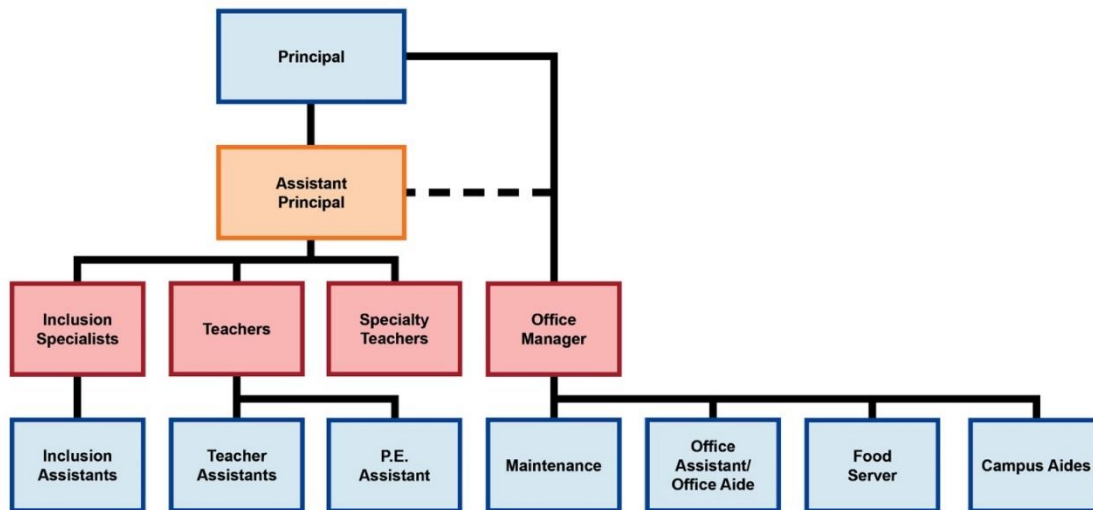 Principal
Assistant
Principal
Inclusion
Specialists
Teachers
Specialty
Teachers
Office
Manager
Inclusion
Assistants
Teacher
Assistants
P.E.
Assistant
Maintenance
Office
Assistant/
Office Aide
Food
Server
Campus Aides